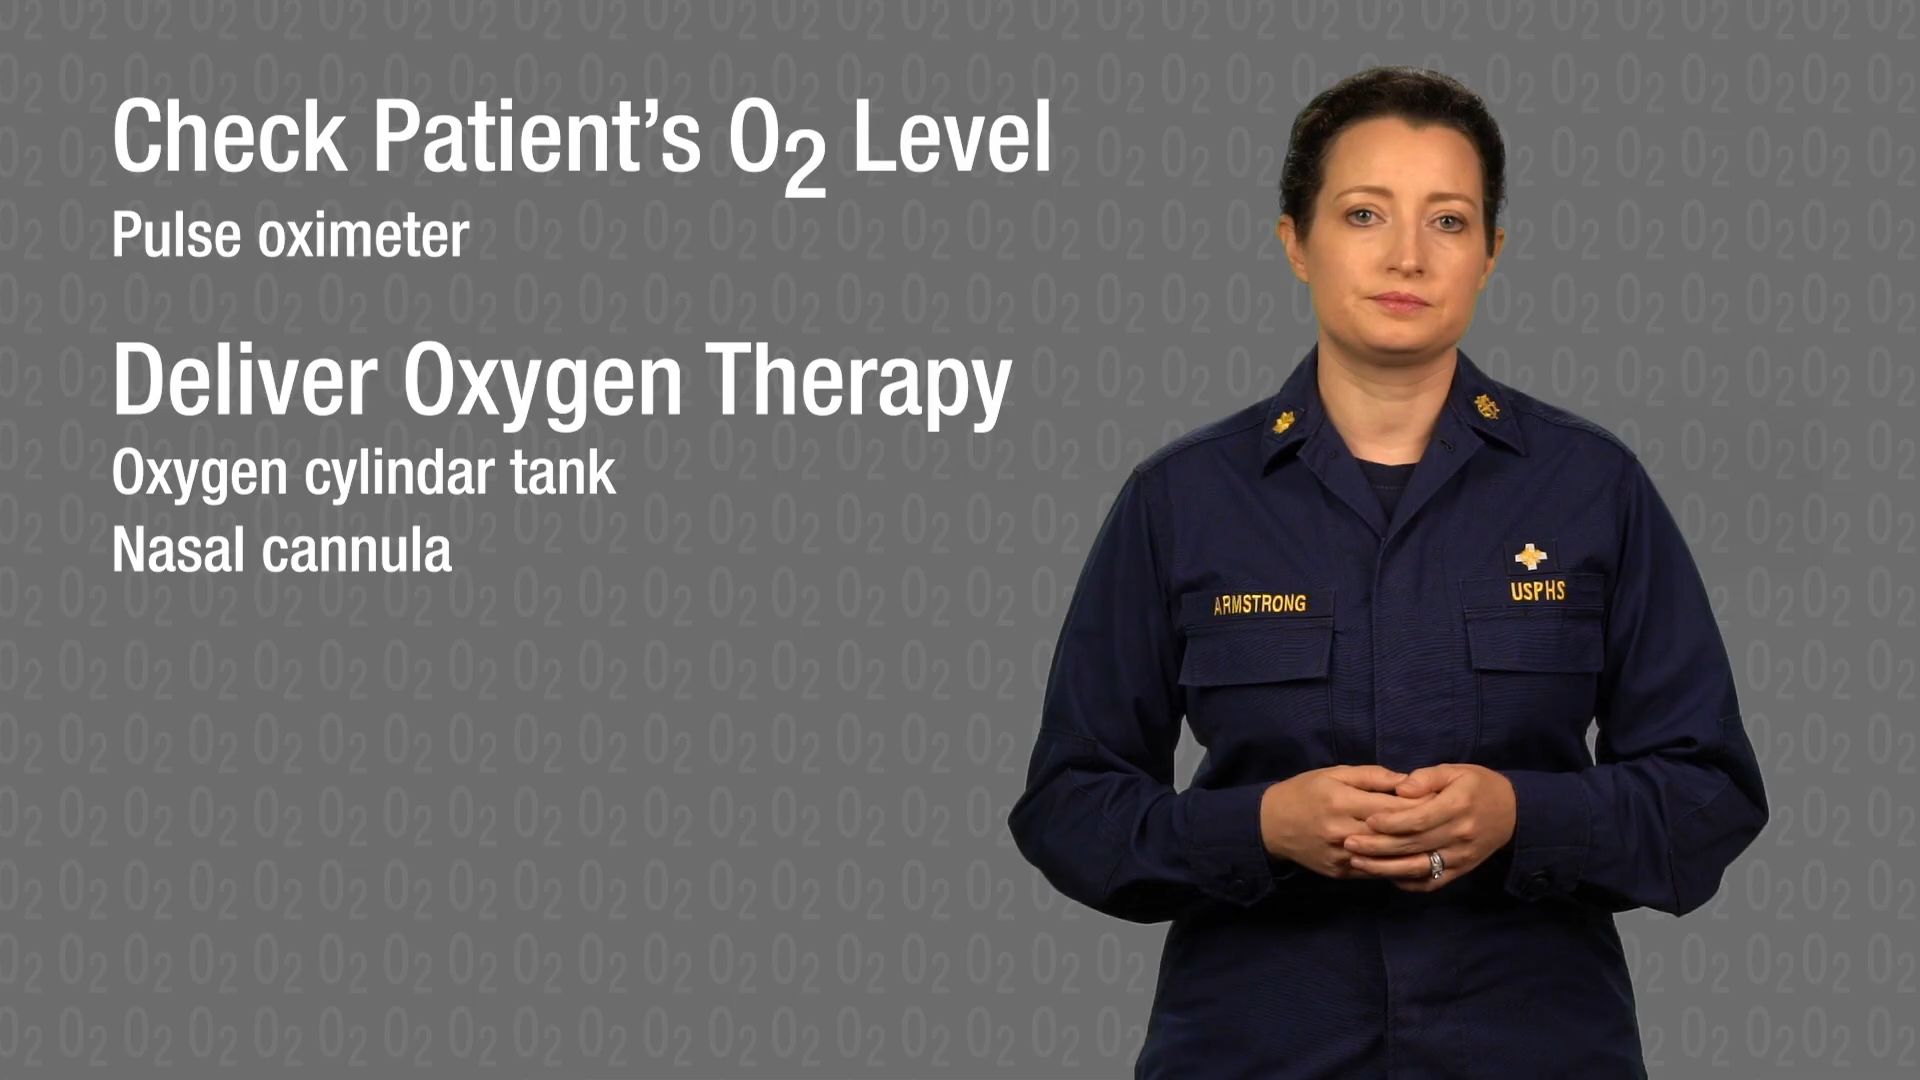 Check Patient’s O₂ Level
Pulse oximeter
Deliver Oxygen Therapy
Oxygen cylindar tank
Nasal cannula
ARMSTRONG
USPHS